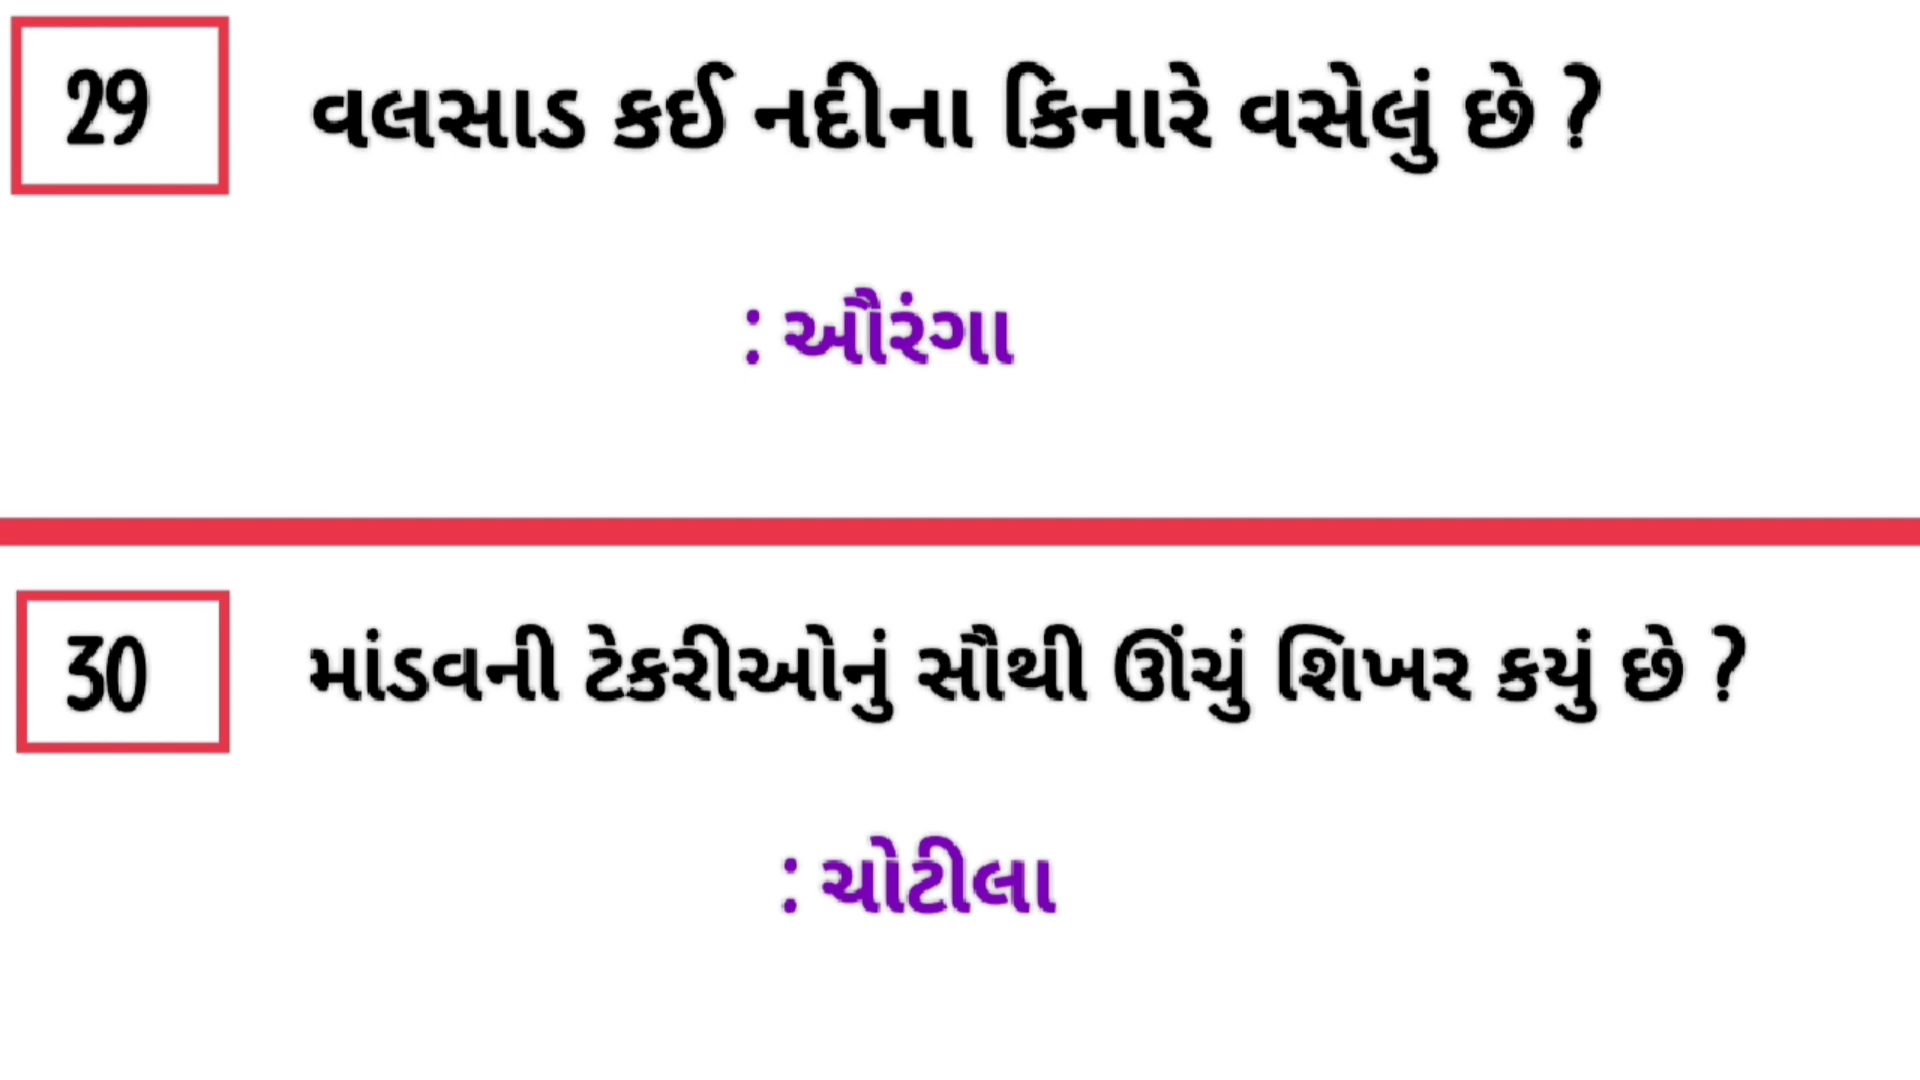 29 વલસાડ કઈ નદીના કિનારે વસેલું છે ?
: ઔરંગા
30 માંડવની ટેકરીઓનું સૌથી ઊંચું શિખર કયું છે ?
: ચોટીલા